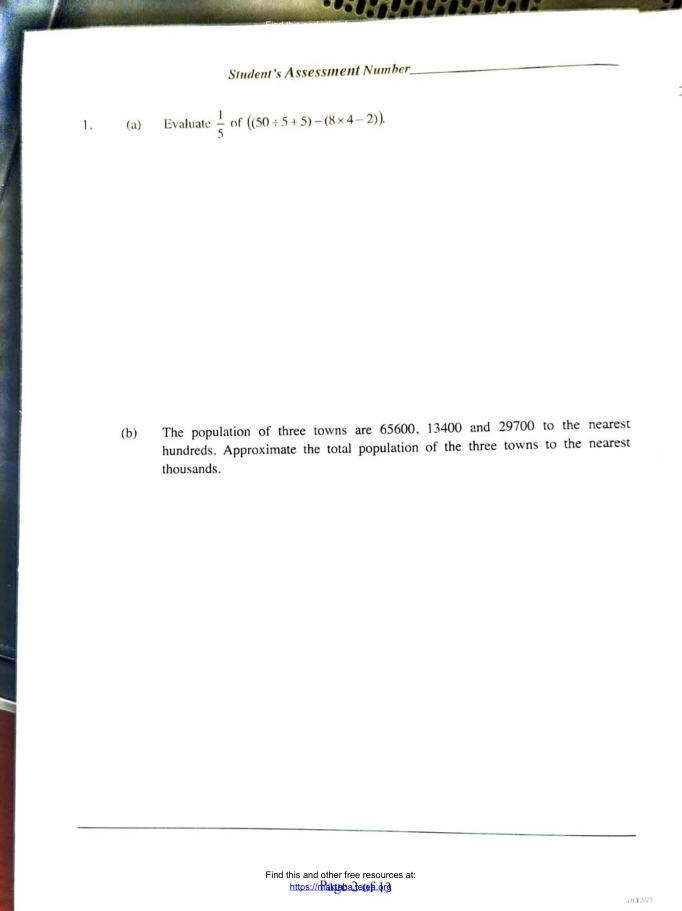 Student's Assessment Number
1. (a) Evaluate 1/5 of ((50÷5+5)−(8×4−2)).
(b) The population of three towns are 65600, 13400 and 29700 to the nearest
hundreds. Approximate the total population of the three towns to the nearest
thousands.
Find this and other free resources at: